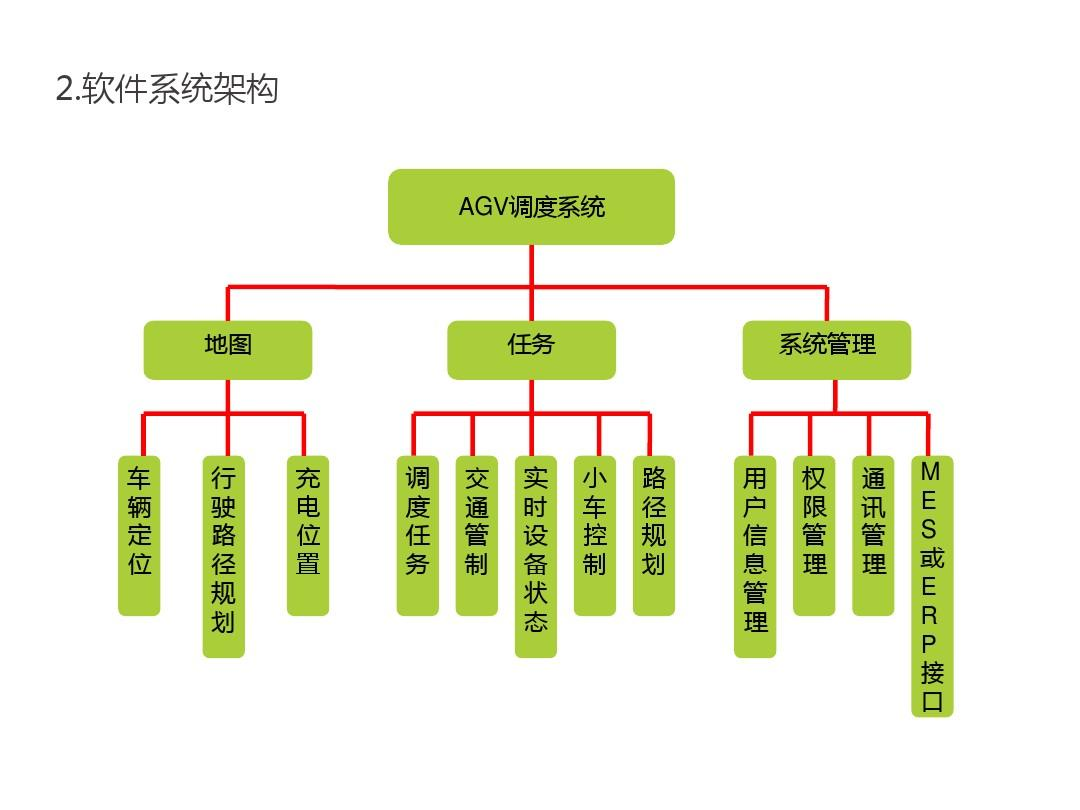 2.软件系统架构
AGV调度系统
地图
任务
系统管理
车辆定位
行驶路径规划
充电位置
调度任务
交通管制
实时设备状态
小车控制
路径规划
用户信息管理
权限管理
通讯管理
MES或ERP接口